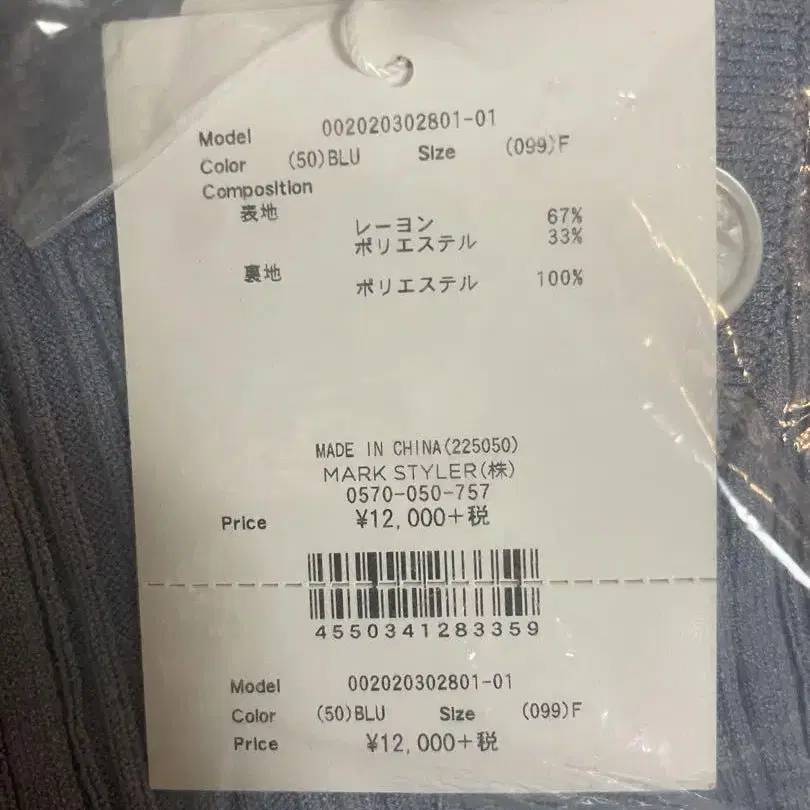 Model 002020302801-01
Color (50)BLU Size (099)F
Composition
表地 レーヨン 67%
ポリエステル 33%
裏地 ポリエステル 100%
MADE IN CHINA(225050)
MARK STYLER(株)
0570-050-757
Price ¥12,000+税
4550341283359
Model 002020302801-01
Color (50)BLU Size (099)F
Price ¥12,000+税